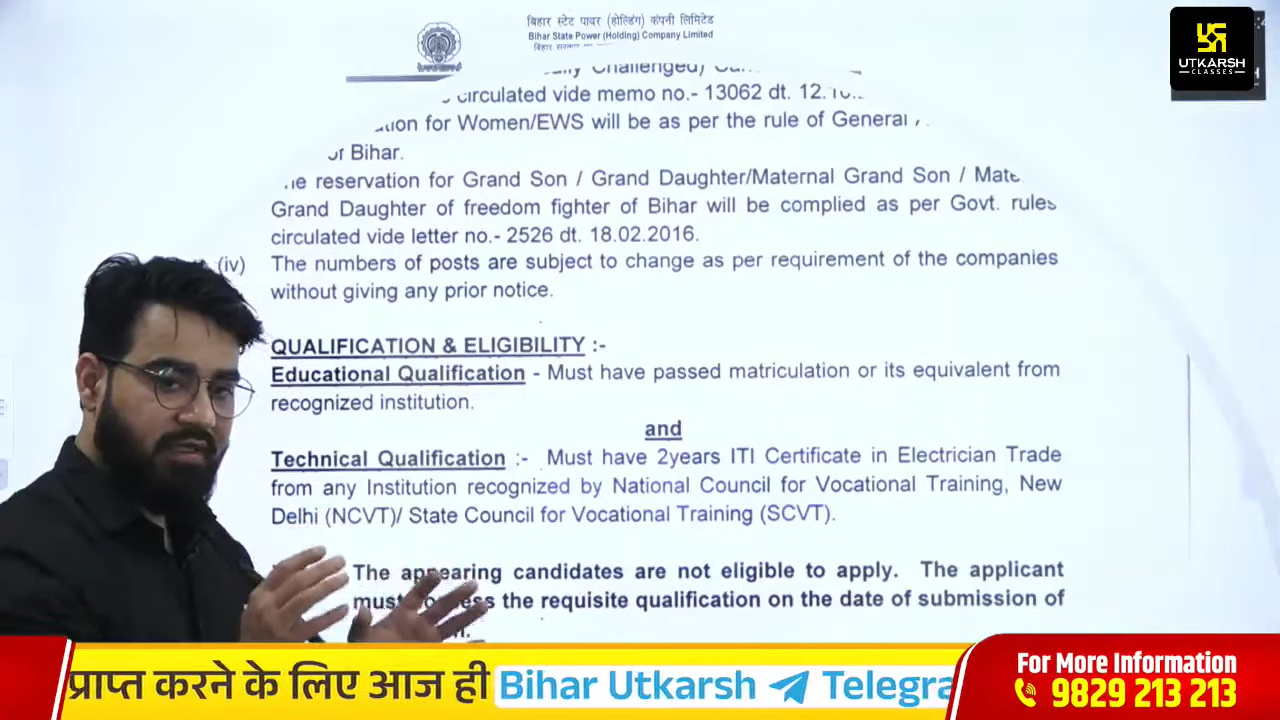 बिहार स्टेट पावर (होल्डिंग) कंपनी लिमिटेड
Bihar State Power (Holding) Company Limited
UTKARSH
CLASSES
Challenged)
circulated vide memo no.- 13062 dt.
for Women/EWS will be as per the rule of General
Bihar.
reservation for Grand Son / Grand Daughter/Maternal Grand Son /
Grand Daughter of freedom fighter of Bihar will be complied as per Govt. rules
circulated vide letter no.- 2526 dt. 18.02.2016.
(iv) The numbers of posts are subject to change as per requirement of the companies
without giving any prior notice.
QUALIFICATION & ELIGIBILITY :-
Educational Qualification - Must have passed matriculation or its equivalent from
recognized institution.
and
Technical Qualification :- Must have 2years ITI Certificate in Electrician Trade
from any Institution recognized by National Council for Vocational Training, New
Delhi (NCVT)/ State Council for Vocational Training (SCVT).
The appearing candidates are not eligible to apply. The applicant
must the requisite qualification on the date of submission of
प्राप्त करने के लिए आज ही Bihar Utkarsh Telegra
For More Information
9829 213 213